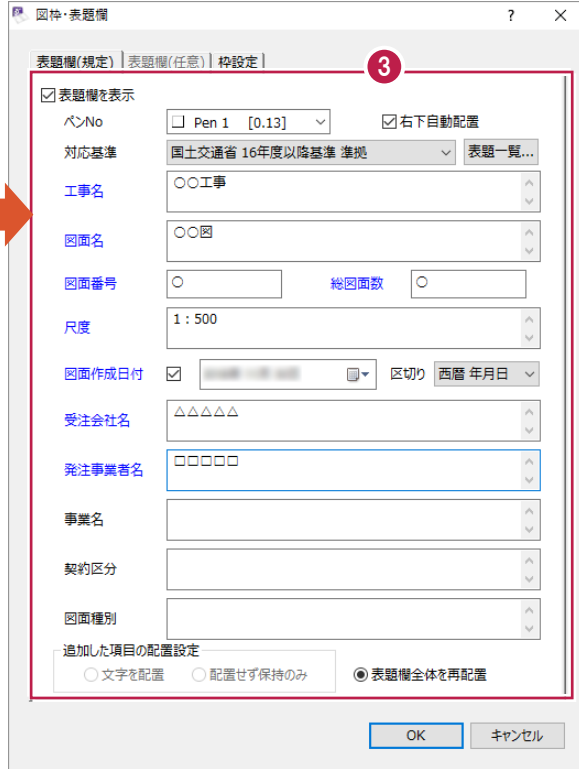 図枠・表題欄 ? ×
表題欄(規定) 表題欄(任意) 枠設定
3
表題欄を表示
ペンNo Pen 1 [0.13] 右下自動配置
対応基準 国土交通省 16年度以降基準 準拠 表題一覧...
工事名 〇〇工事
図面名 〇〇図
図面番号 〇 総図面数 〇
尺度 1：500
図面作成日付 区切り 西暦 年月日
受注会社名 △△△△△
発注事業者名 □□□□□
事業名
契約区分
図面種別
追加した項目の配置設定
文字を配置 配置せず保持のみ 表題欄全体を再配置
OK キャンセル